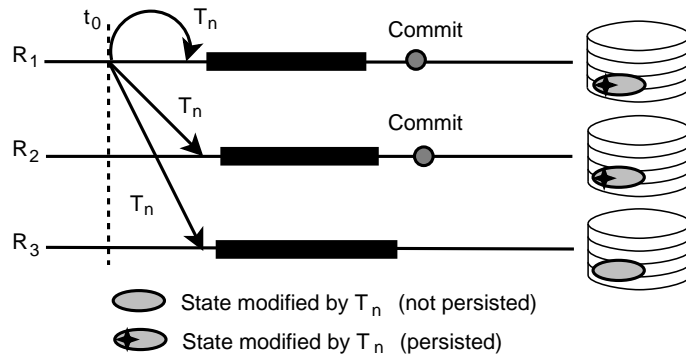 t0
Tn
R1
Commit
Tn
Commit
R2
Tn
R3
State modified by Tn (not persisted)
State modified by Tn (persisted)